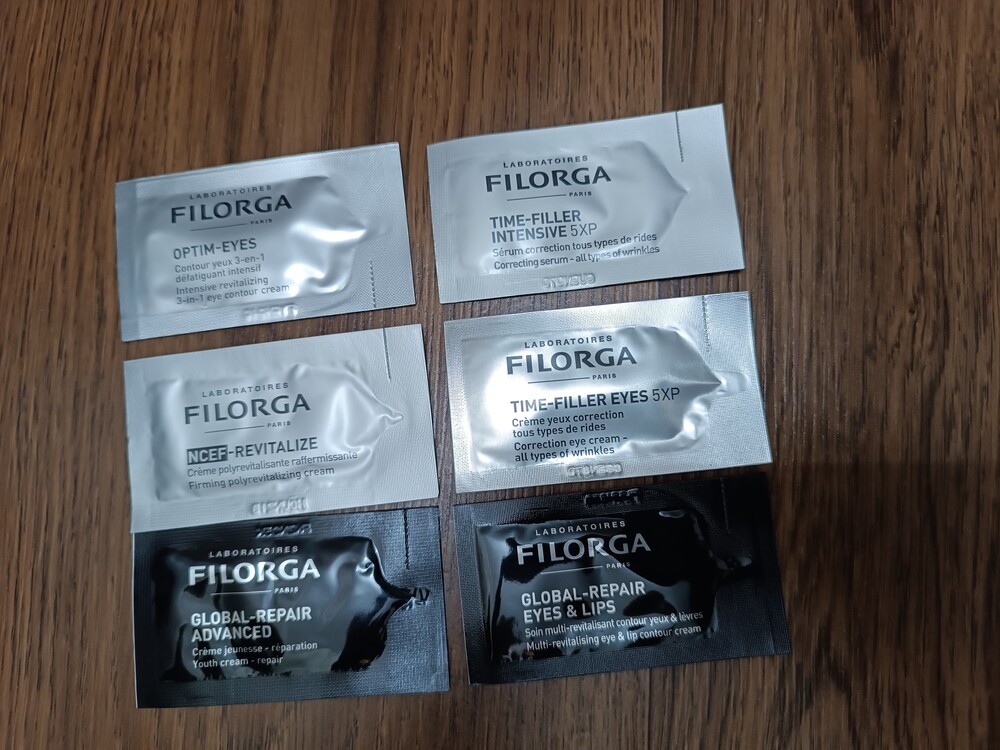 LABORATOIRES
FILORGA
PARIS
OPTIM-EYES
Contour yeux 3-en-1
défatiguant intensif
Intensive revitalizing
3-in-1 eye contour cream
LABORATOIRES
FILORGA
PARIS
TIME-FILLER
INTENSIVE 5XP
Sérum correction tous types de rides
Correcting serum - all types of wrinkles
LABORATOIRES
FILORGA
PARIS
NCEF-REVITALIZE
Crème polyrevitalisante raffermissante
Firming polyrevitalizing cream
LABORATOIRES
FILORGA
PARIS
TIME-FILLER EYES 5XP
Crème yeux correction
tous types de rides
Correction eye cream -
all types of wrinkles
LABORATOIRES
FILORGA
PARIS
GLOBAL-REPAIR
ADVANCED
Crème jeunesse - réparation
Youth cream - repair
LABORATOIRES
FILORGA
PARIS
GLOBAL-REPAIR
EYES & LIPS
Soin multi-revitalisant contour yeux & lèvres
Multi-revitalising eye & lip contour cream